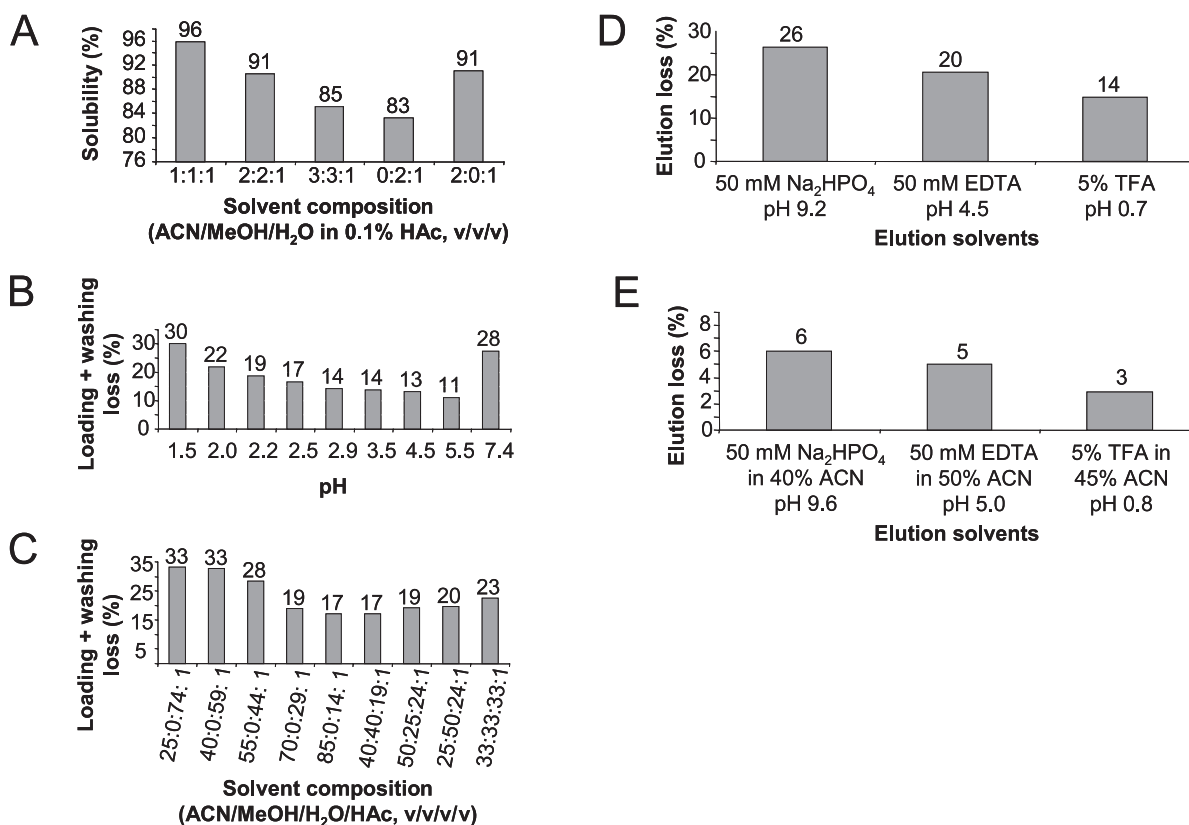 A
Solubility (%)
96
92
88
84
80
76
96
91
85
83
91
1:1:1
2:2:1
3:3:1
0:2:1
2:0:1
Solvent composition
(ACN/MeOH/H₂O in 0.1% HAc, v/v/v)
B
Loading + washing
loss (%)
30
20
10
0
30
22
19
17
14
14
13
11
28
1.5
2.0
2.2
2.5
2.9
3.5
4.5
5.5
7.4
pH
C
Loading + washing
loss (%)
35
25
15
5
33
33
28
19
17
17
19
20
23
25:0:74: 1
40:0:59: 1
55:0:44: 1
70:0:29: 1
85:0:14: 1
40:40:19:1
50:25:24:1
25:50:24:1
33:33:33:1
Solvent composition
(ACN/MeOH/H₂O/HAc, v/v/v/v)
D
Elution loss (%)
30
20
10
0
26
20
14
50 mM Na₂HPO₄
pH 9.2
50 mM EDTA
pH 4.5
5% TFA
pH 0.7
Elution solvents
E
Elution loss (%)
8
6
4
2
0
6
5
3
50 mM Na₂HPO₄
in 40% ACN
pH 9.6
50 mM EDTA
in 50% ACN
pH 5.0
5% TFA in
45% ACN
pH 0.8
Elution solvents